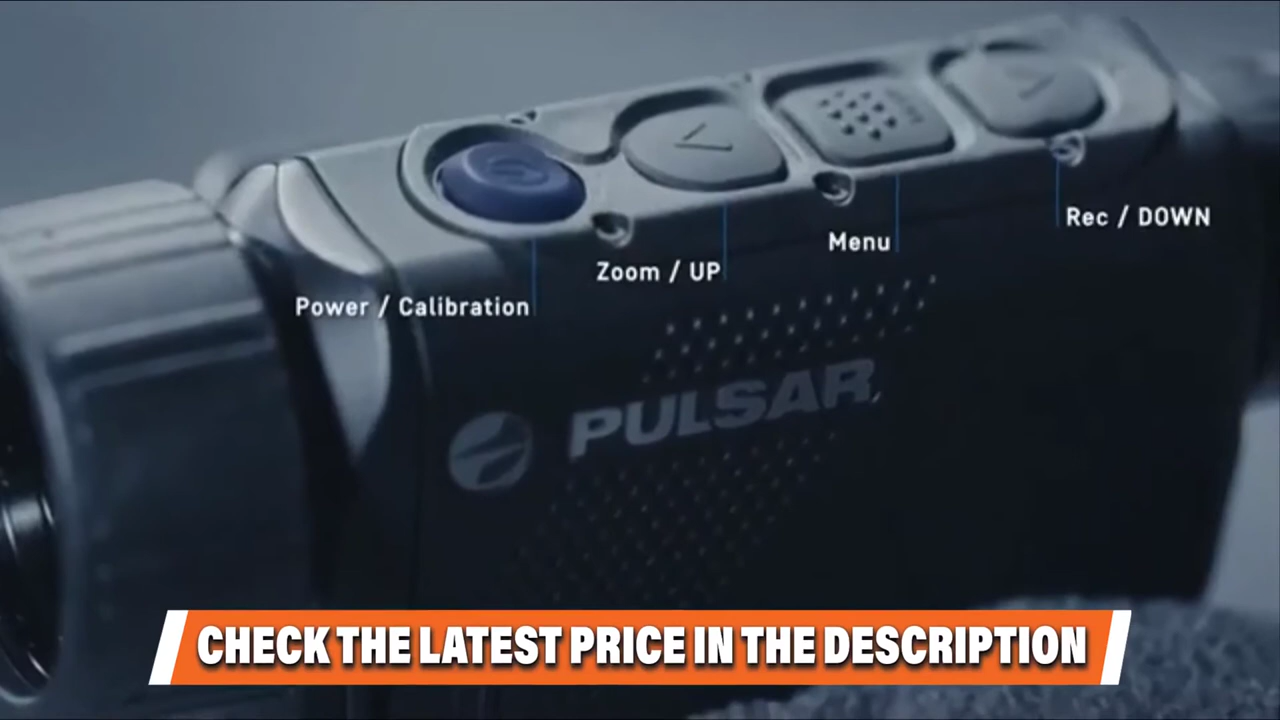 Rec / DOWN
Menu
Zoom / UP
Power / Calibration
PULSAR
CHECK THE LATEST PRICE IN THE DESCRIPTION